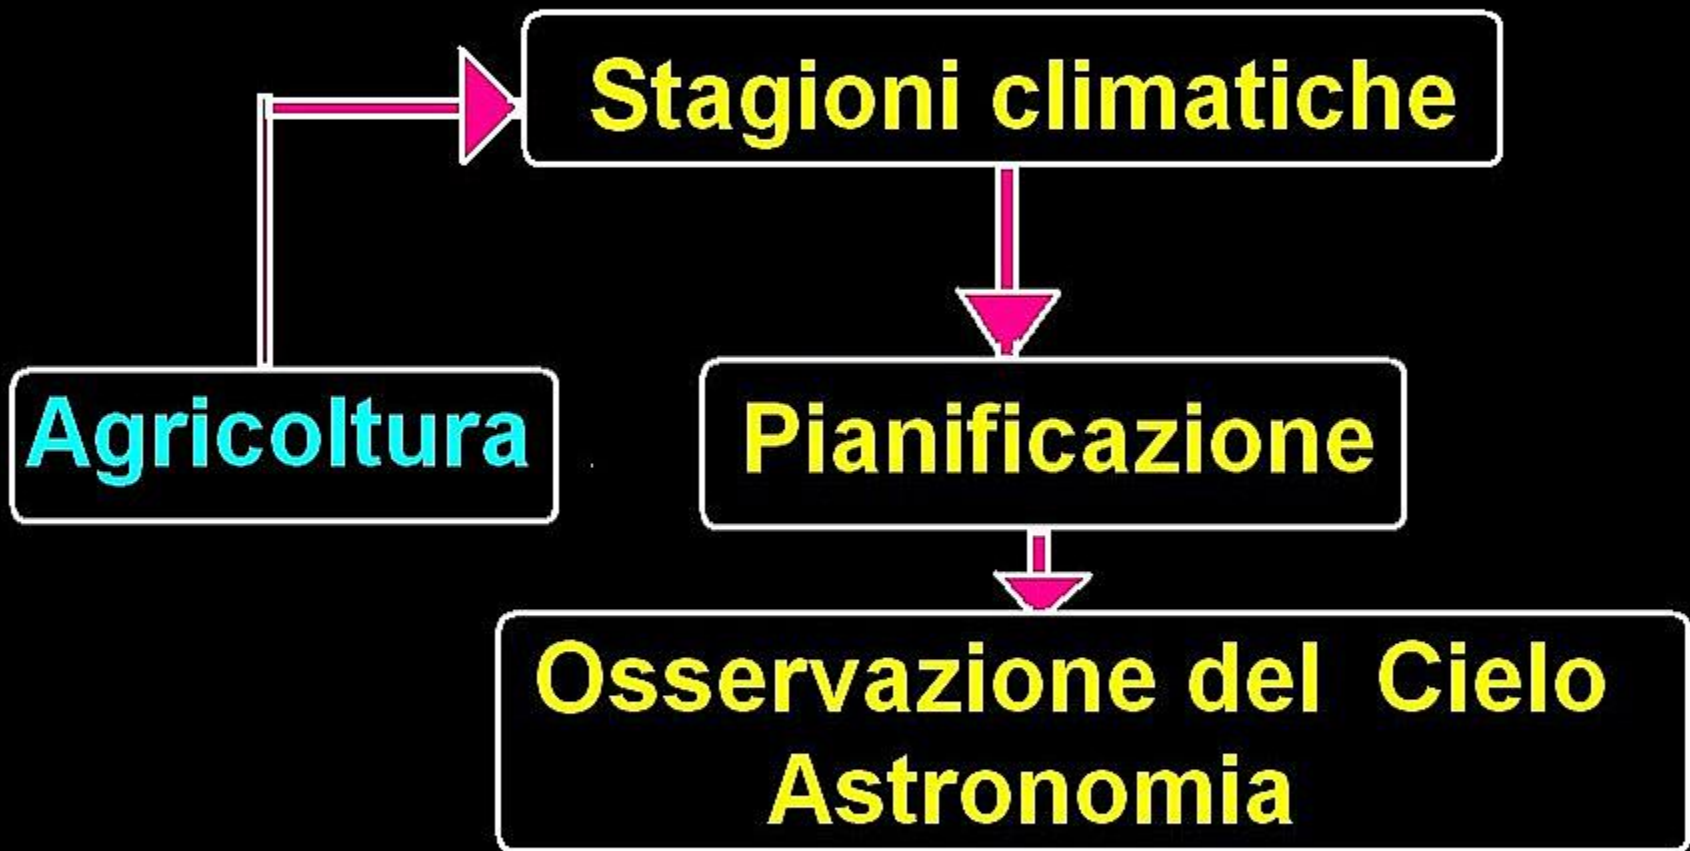 Stagioni climatiche
Agricoltura
Pianificazione
Osservazione del Cielo
Astronomia